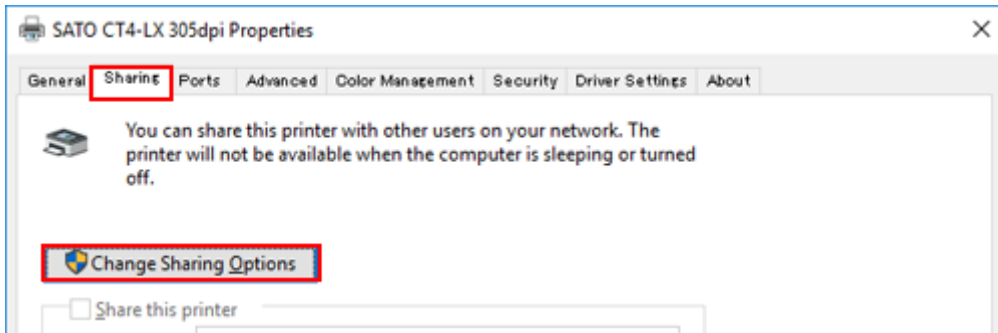 SATO CT4-LX 305dpi Properties
General Sharing Ports Advanced Color Management Security Driver Settings About
You can share this printer with other users on your network. The
printer will not be available when the computer is sleeping or turned
off.
Change Sharing Options
Share this printer